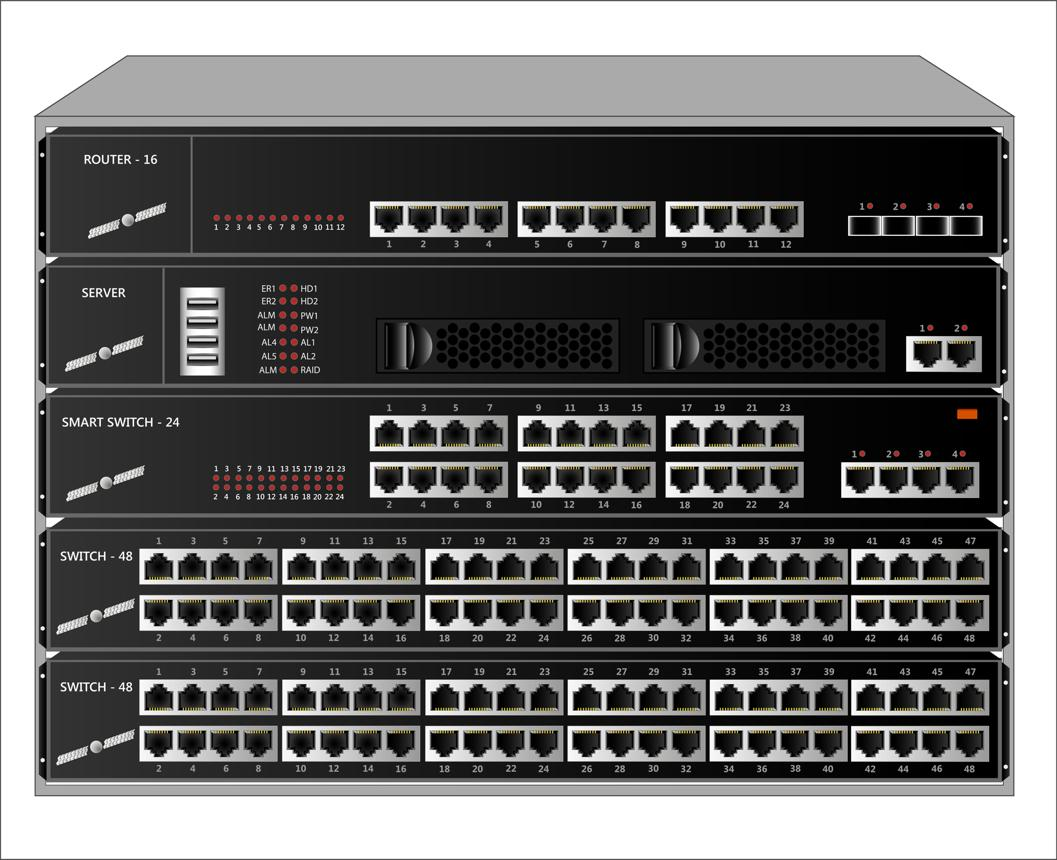 ROUTER - 16
1 2 3 4
1 2 3 4 5 6 7 8 9 10 11 12
1 2 3 4 5 6 7 8 9 10 11 12
SERVER
ER1 HD1
ER2 HD2
ALM PW1
ALM PW2
AL4 AL1
AL5 AL2
ALM RAID
1 2
SMART SWITCH - 24
1 3 5 7 9 11 13 15 17 19 21 23
1 2 3 4
1 3 5 7 9 11 13 15 17 19 21 23
2 4 6 8 10 12 14 16 18 20 22 24
2 4 6 8 10 12 14 16 18 20 22 24
1 3 5 7 9 11 13 15 17 19 21 23 25 27 29 31 33 35 37 39 41 43 45 47
SWITCH - 48
2 4 6 8 10 12 14 16 18 20 22 24 26 28 30 32 34 36 38 40 42 44 46 48
1 3 5 7 9 11 13 15 17 19 21 23 25 27 29 31 33 35 37 39 41 43 45 47
SWITCH - 48
2 4 6 8 10 12 14 16 18 20 22 24 26 28 30 32 34 36 38 40 42 44 46 48